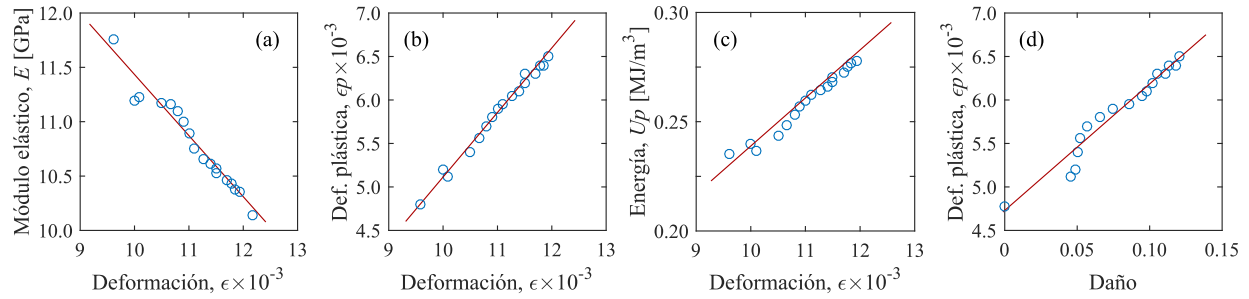 Módulo elástico, E [GPa]
12.0
11.5
11.0
10.5
10.0
(a)
9 10 11 12 13
Deformación, ϵ×10⁻³
Def. plástica, ϵp×10⁻³
7.0
6.5
6.0
5.5
5.0
4.5
(b)
9 10 11 12 13
Deformación, ϵ×10⁻³
Energía, Up [MJ/m³]
0.30
0.25
0.20
(c)
9 10 11 12 13
Deformación, ϵ×10⁻³
Def. plástica, ϵp×10⁻³
7.0
6.5
6.0
5.5
5.0
4.5
(d)
0 0.05 0.10 0.15
Daño